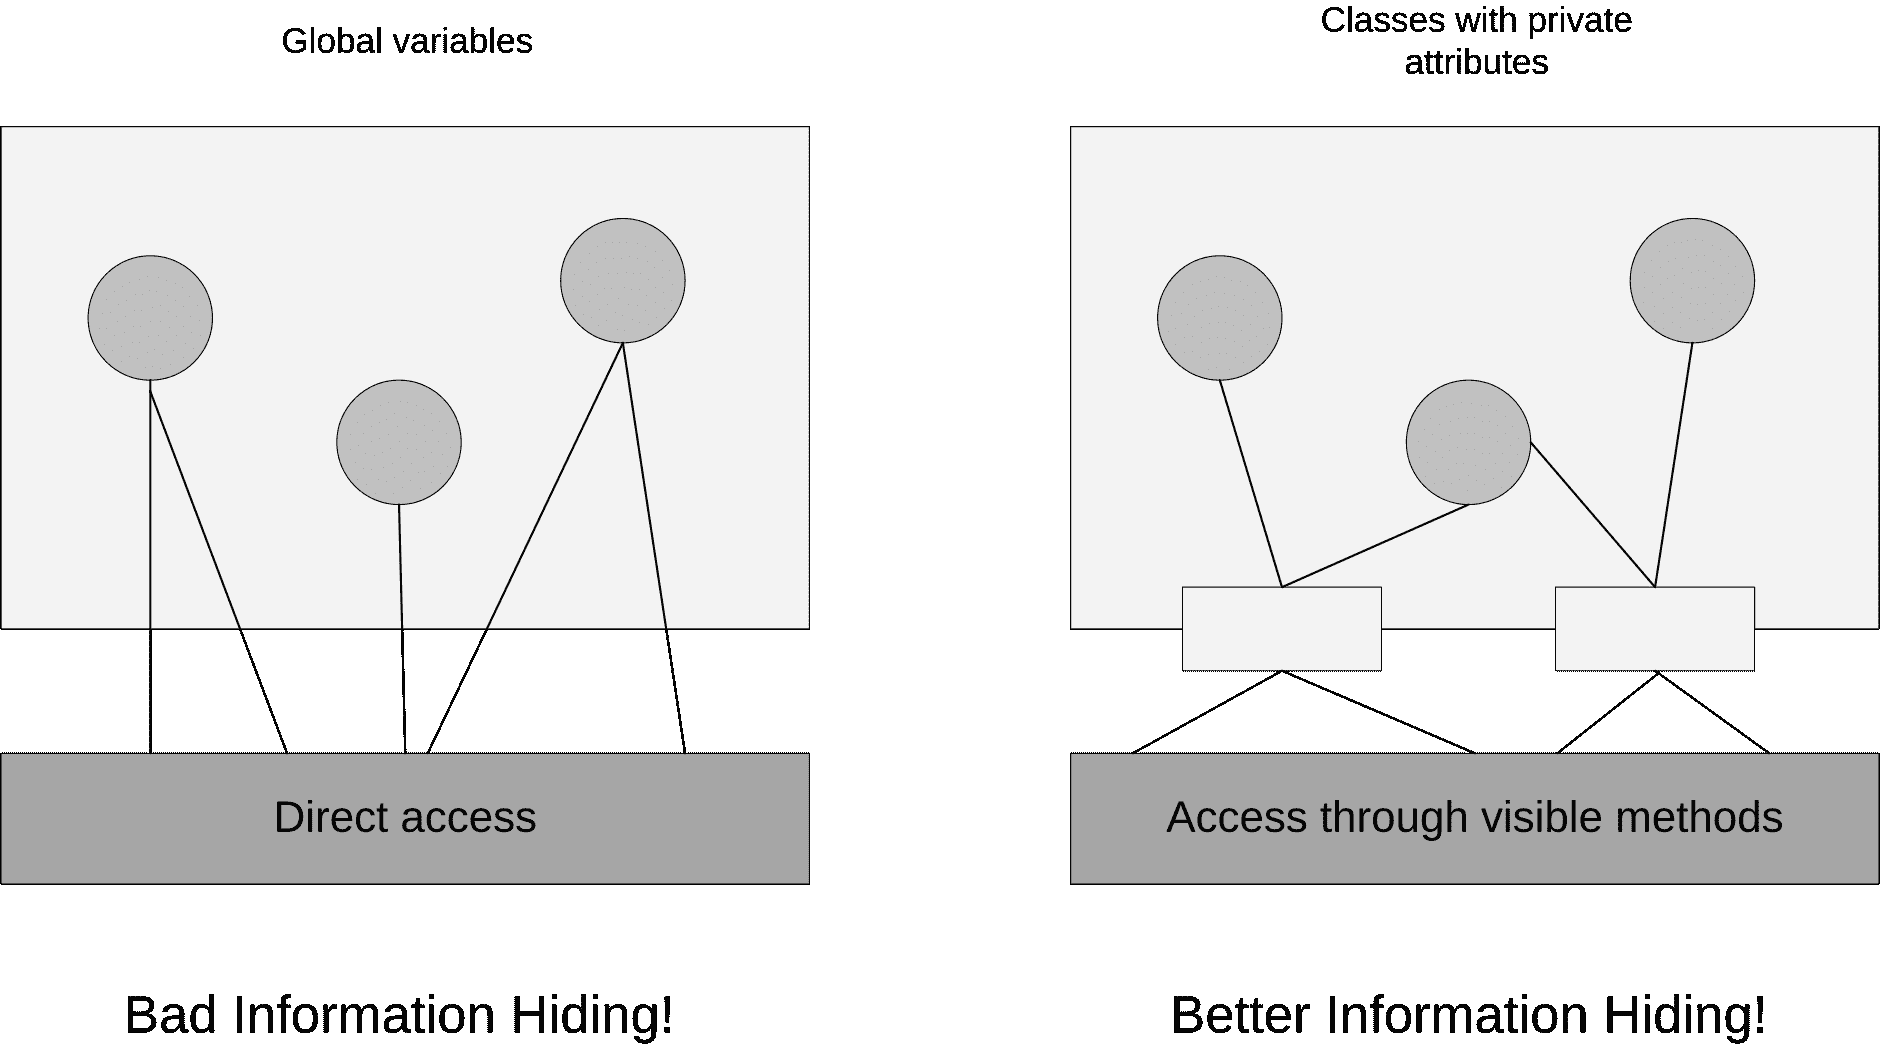 Global variables
Direct access
Bad Information Hiding!
Classes with private
attributes
Access through visible methods
Better Information Hiding!